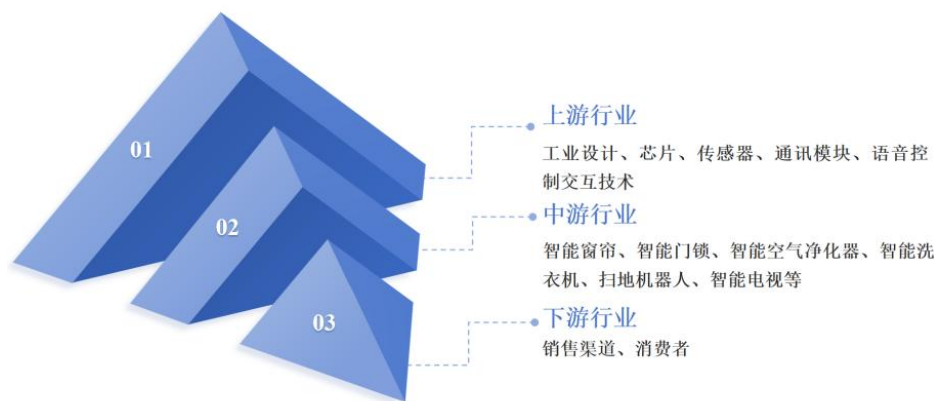 01
上游行业
工业设计、芯片、传感器、通讯模块、语音控
制交互技术
02
中游行业
智能窗帘、智能门锁、智能空气净化器、智能洗
衣机、扫地机器人、智能电视等
03
下游行业
销售渠道、消费者